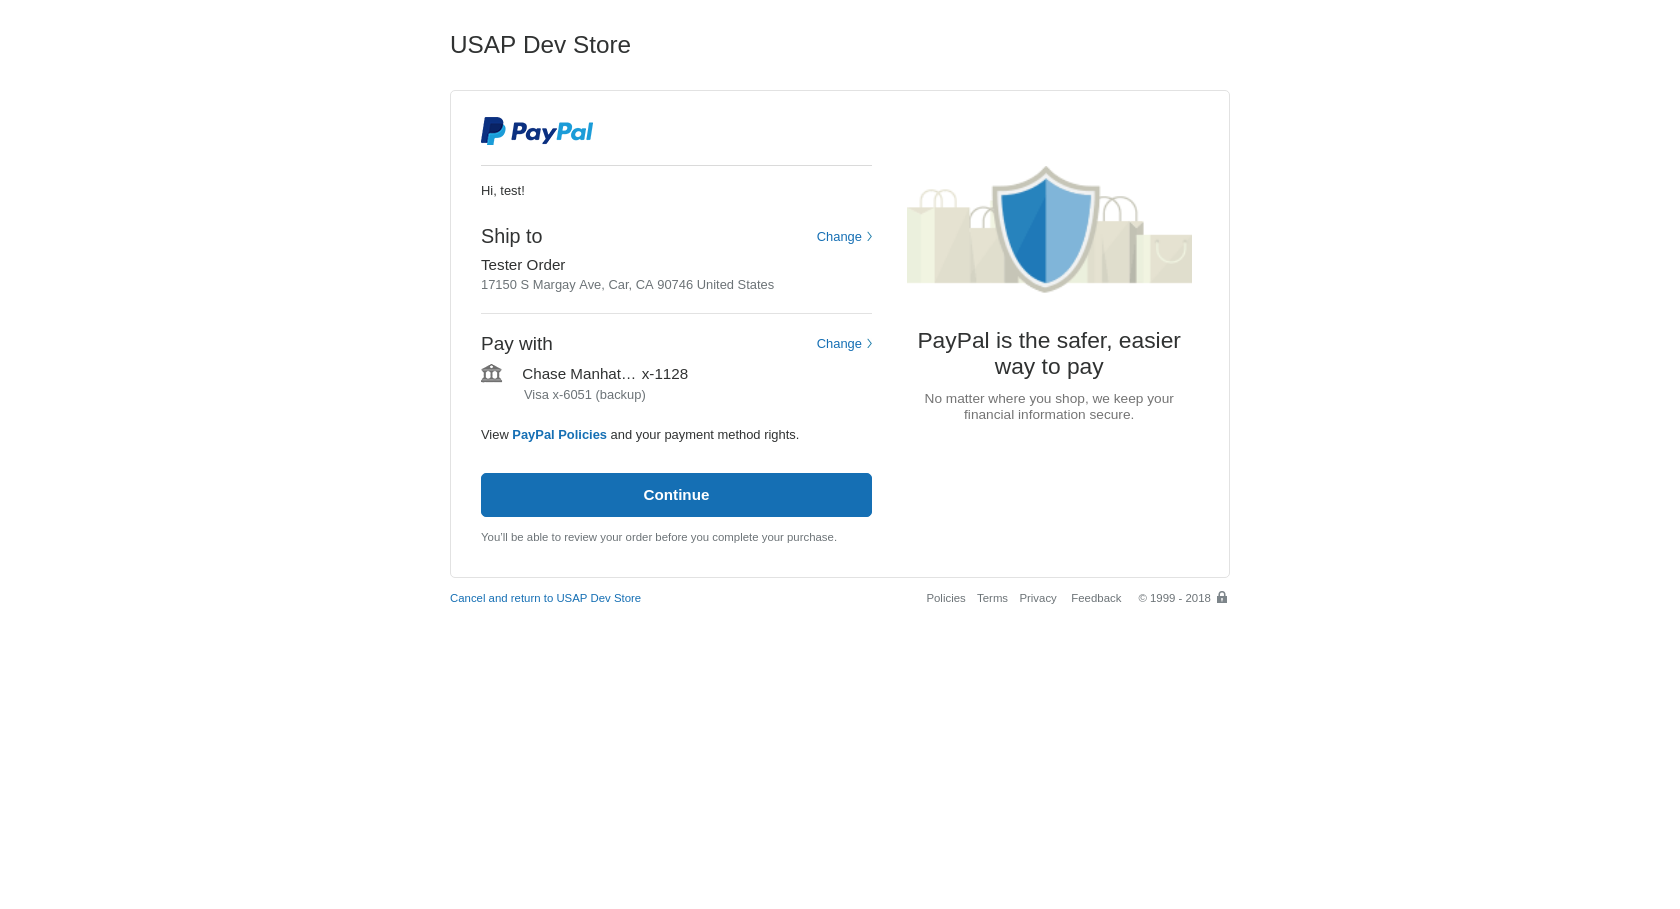 USAP Dev Store
PayPal
Hi, test!
Ship to
Change
Tester Order
17150 S Margay Ave, Car, CA 90746 United States
Pay with
Change
Chase Manhat… x-1128
Visa x-6051 (backup)
View PayPal Policies and your payment method rights.
Continue
You'll be able to review your order before you complete your purchase.
PayPal is the safer, easier
way to pay
No matter where you shop, we keep your
financial information secure.
Cancel and return to USAP Dev Store
Policies Terms Privacy Feedback © 1999 - 2018